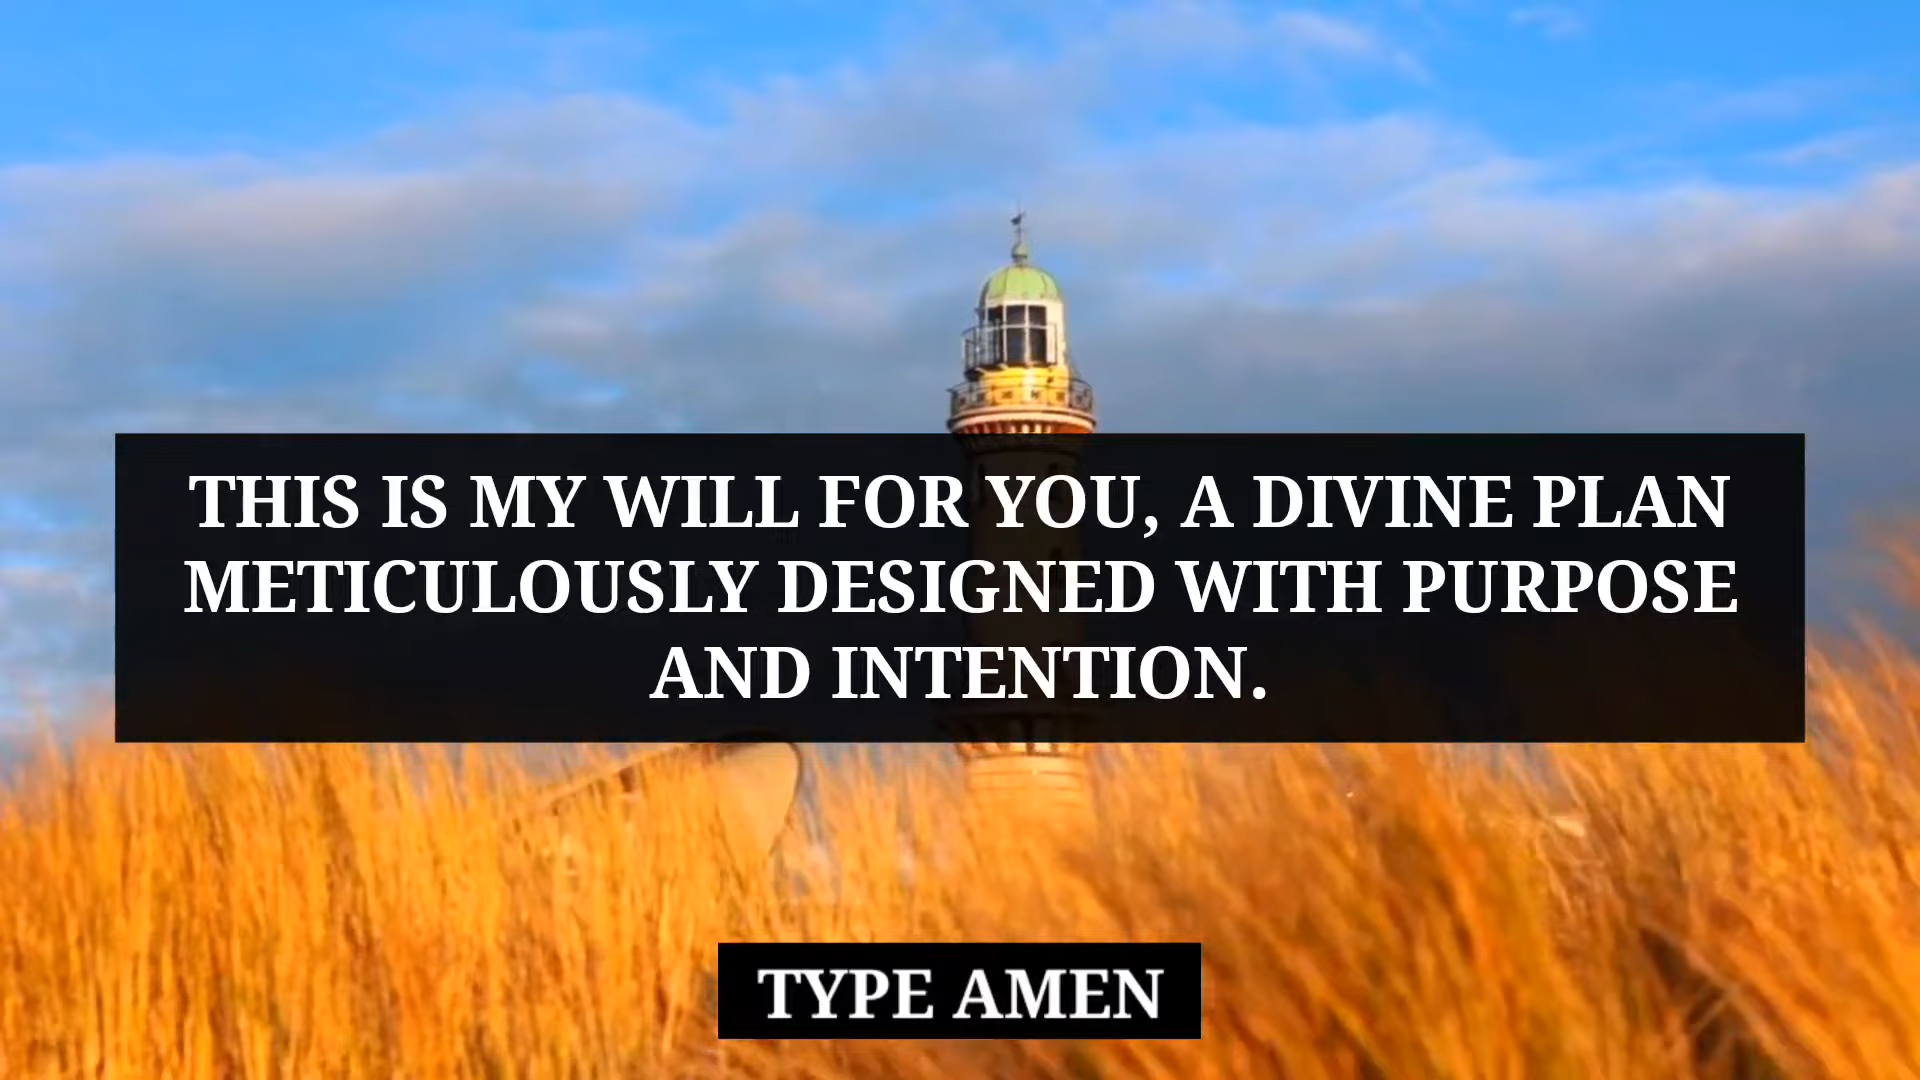 THIS IS MY WILL FOR YOU, A DIVINE PLAN
METICULOUSLY DESIGNED WITH PURPOSE
AND INTENTION.
TYPE AMEN